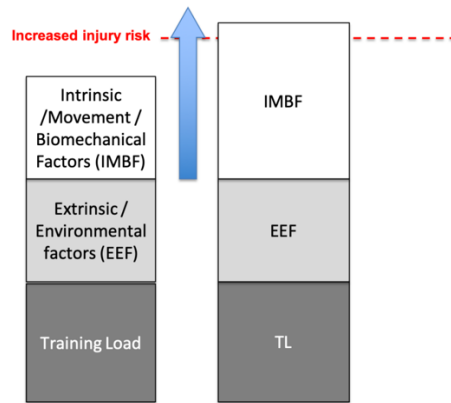 Increased injury risk
Intrinsic
/Movement /
Biomechanical
Factors (IMBF)
Extrinsic /
Environmental
factors (EEF)
Training Load
IMBF
EEF
TL